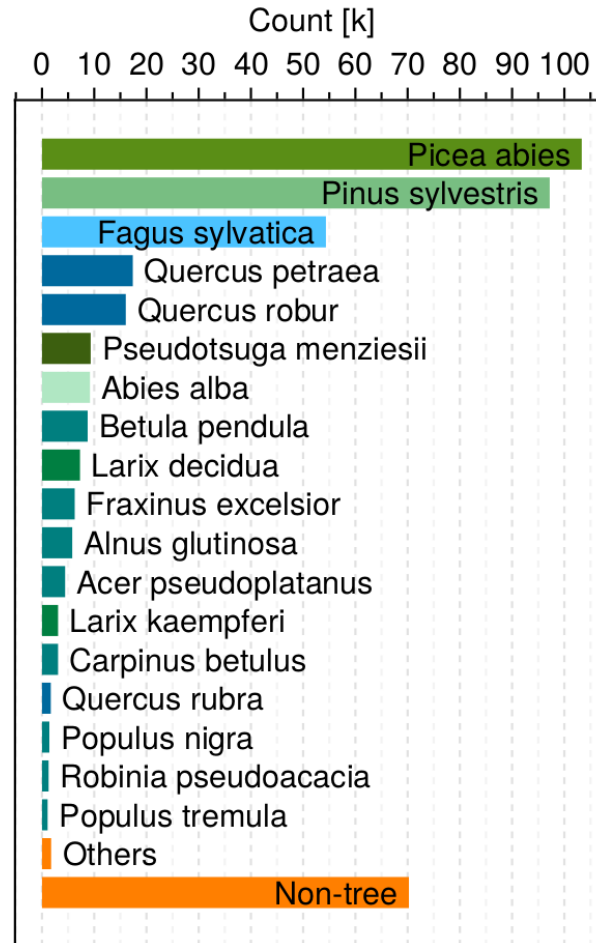 Count [k]
0 10 20 30 40 50 60 70 80 90 100
Picea abies
Pinus sylvestris
Fagus sylvatica
Quercus petraea
Quercus robur
Pseudotsuga menziesii
Abies alba
Betula pendula
Larix decidua
Fraxinus excelsior
Alnus glutinosa
Acer pseudoplatanus
Larix kaempferi
Carpinus betulus
Quercus rubra
Populus nigra
Robinia pseudoacacia
Populus tremula
Others
Non-tree